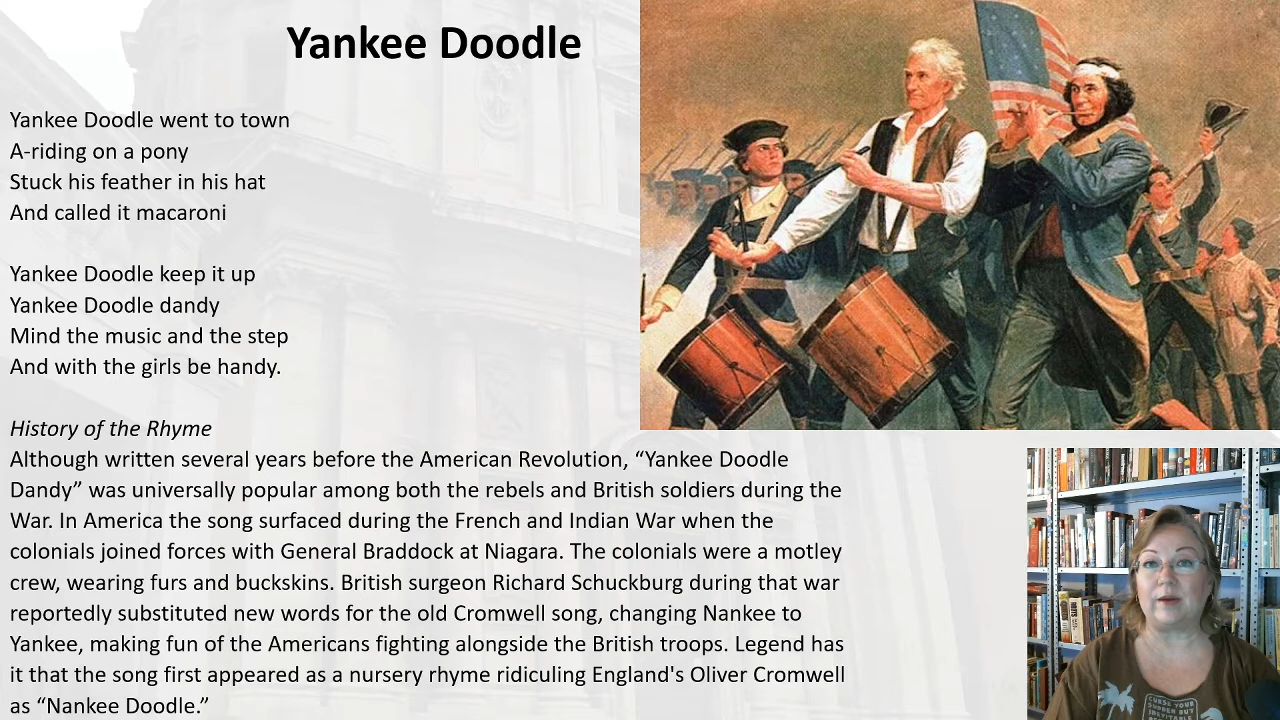 Yankee Doodle
Yankee Doodle went to town
A-riding on a pony
Stuck his feather in his hat
And called it macaroni
Yankee Doodle keep it up
Yankee Doodle dandy
Mind the music and the step
And with the girls be handy.
History of the Rhyme
Although written several years before the American Revolution, “Yankee Doodle
Dandy” was universally popular among both the rebels and British soldiers during the
War. In America the song surfaced during the French and Indian War when the
colonials joined forces with General Braddock at Niagara. The colonials were a motley
crew, wearing furs and buckskins. British surgeon Richard Schuckburg during that war
reportedly substituted new words for the old Cromwell song, changing Nankee to
Yankee, making fun of the Americans fighting alongside the British troops. Legend has
it that the song first appeared as a nursery rhyme ridiculing England's Oliver Cromwell
as “Nankee Doodle.”
CURSE YOUR
SUDDEN BUT
INEVITABLE